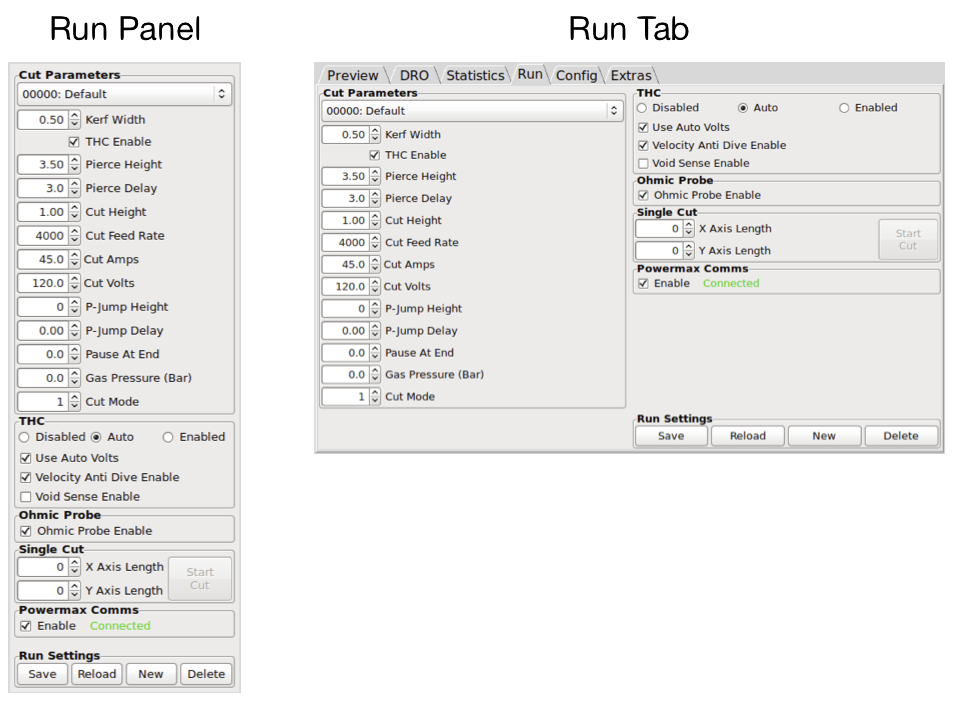 Run Panel
Cut Parameters
00000: Default
0.50 Kerf Width
THC Enable
3.50 Pierce Height
3.0 Pierce Delay
1.00 Cut Height
4000 Cut Feed Rate
45.0 Cut Amps
120.0 Cut Volts
0 P-Jump Height
0.00 P-Jump Delay
0.0 Pause At End
0.0 Gas Pressure (Bar)
1 Cut Mode
THC
Disabled Auto Enabled
Use Auto Volts
Velocity Anti Dive Enable
Void Sense Enable
Ohmic Probe
Ohmic Probe Enable
Single Cut
0 X Axis Length
0 Y Axis Length
Start
Cut
Powermax Comms
Enable Connected
Run Settings
Save Reload New Delete
Run Tab
Preview DRO Statistics Run Config Extras
Cut Parameters
00000: Default
0.50 Kerf Width
THC Enable
3.50 Pierce Height
3.0 Pierce Delay
1.00 Cut Height
4000 Cut Feed Rate
45.0 Cut Amps
120.0 Cut Volts
0 P-Jump Height
0.00 P-Jump Delay
0.0 Pause At End
0.0 Gas Pressure (Bar)
1 Cut Mode
THC
Disabled Auto Enabled
Use Auto Volts
Velocity Anti Dive Enable
Void Sense Enable
Ohmic Probe
Ohmic Probe Enable
Single Cut
0 X Axis Length
0 Y Axis Length
Start
Cut
Powermax Comms
Enable Connected
Run Settings
Save Reload New Delete